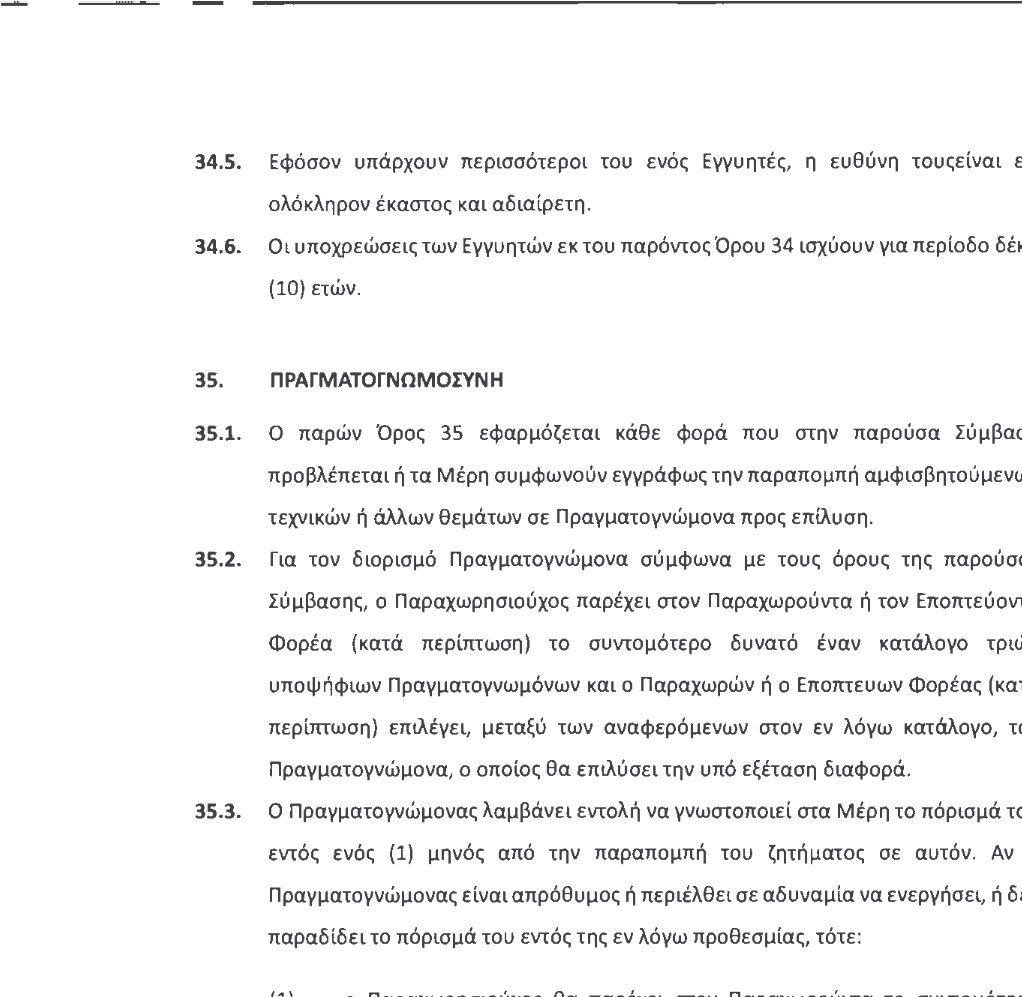 34.5. Εφόσον υπάρχουν περισσότεροι του ενός Εγγυητές, η ευθύνη τουςείναι ε
ολόκληρον έκαστος και αδιαίρετη.
34.6. Οι υποχρεώσεις των Εγγυητών εκ του παρόντος Όρου 34 ισχύουν για περίοδο δέκ
(10) ετών.
35. ΠΡΑΓΜΑΤΟΓΝΩΜΟΣΥΝΗ
35.1. Ο παρών Όρος 35 εφαρμόζεται κάθε φορά που στην παρούσα Σύμβας
προβλέπεται ή τα Μέρη συμφωνούν εγγράφως την παραπομπή αμφισβητούμενω
τεχνικών ή άλλων θεμάτων σε Πραγματογνώμονα προς επίλυση.
35.2. Για τον διορισμό Πραγματογνώμονα σύμφωνα με τους όρους της παρούσα
Σύμβασης, ο Παραχωρησιούχος παρέχει στον Παραχωρούντα ή τον Εποπτεύοντ
Φορέα (κατά περίπτωση) το συντομότερο δυνατό έναν κατάλογο τριώ
υποψήφιων Πραγματογνωμόνων και ο Παραχωρών ή ο Εποπτευων Φορέας (κατ
περίπτωση) επιλέγει, μεταξύ των αναφερόμενων στον εν λόγω κατάλογο, το
Πραγματογνώμονα, ο οποίος θα επιλύσει την υπό εξέταση διαφορά.
35.3. Ο Πραγματογνώμονας λαμβάνει εντολή να γνωστοποιεί στα Μέρη το πόρισμά το
εντός ενός (1) μηνός από την παραπομπή του ζητήματος σε αυτόν. Αν
Πραγματογνώμονας είναι απρόθυμος ή περιέλθει σε αδυναμία να ενεργήσει, ή δε
παραδίδει το πόρισμά του εντός της εν λόγω προθεσμίας, τότε: